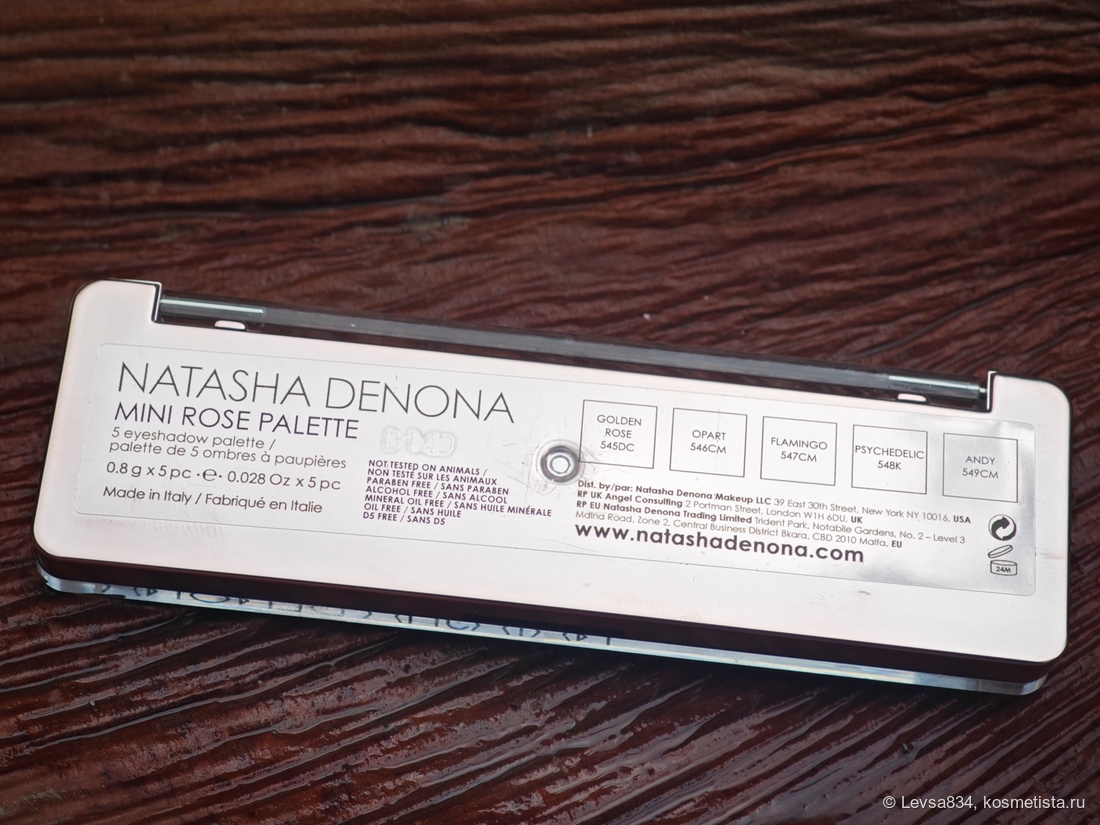 NATASHA DENONA
MINI ROSE PALETTE
5 eyeshadow palette /
palette de 5 ombres à paupières
0.8 g x 5 pc · ℮ · 0.028 Oz x 5 pc
Made in Italy / Fabriqué en Italie
NOT TESTED ON ANIMALS /
NON TESTÉ SUR LES ANIMAUX
PARABEN FREE / SANS PARABEN
ALCOHOL FREE / SANS ALCOOL
MINERAL OIL FREE / SANS HUILE MINÉRALE
OIL FREE / SANS HUILE
D5 FREE / SANS D5
GOLDEN
ROSE
545DC
OPART
546CM
FLAMINGO
547CM
PSYCHEDELIC
548K
ANDY
549CM
Dist. by/par: Natasha Denona Makeup LLC 39 East 30th Street, New York NY 10016, USA
RP UK Angel Consulting 2 Portman Street, London W1H 6DU, UK
RP EU Natasha Denona Trading Limited Trident Park, Notabile Gardens, No. 2 – Level 3
Mdina Road, Zone 2, Central Business District Bkara, CBD 2010 Malta, EU
www.natashadenona.com
24M
© Levsa834, kosmetista.ru